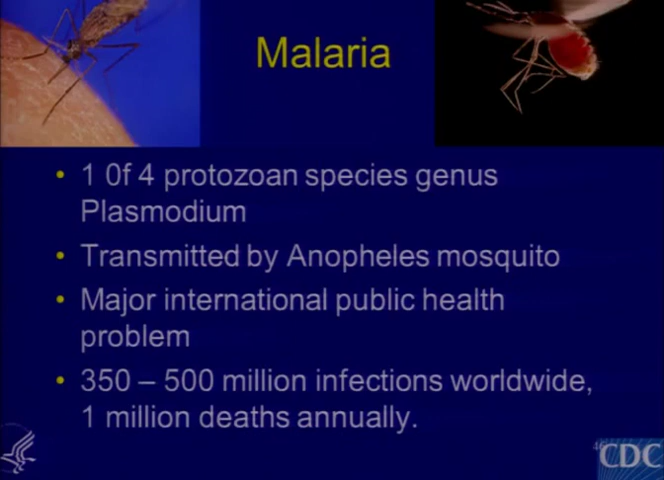 Malaria
• 1 0f 4 protozoan species genus
Plasmodium
• Transmitted by Anopheles mosquito
• Major international public health
problem
• 350 – 500 million infections worldwide,
1 million deaths annually.
CDC